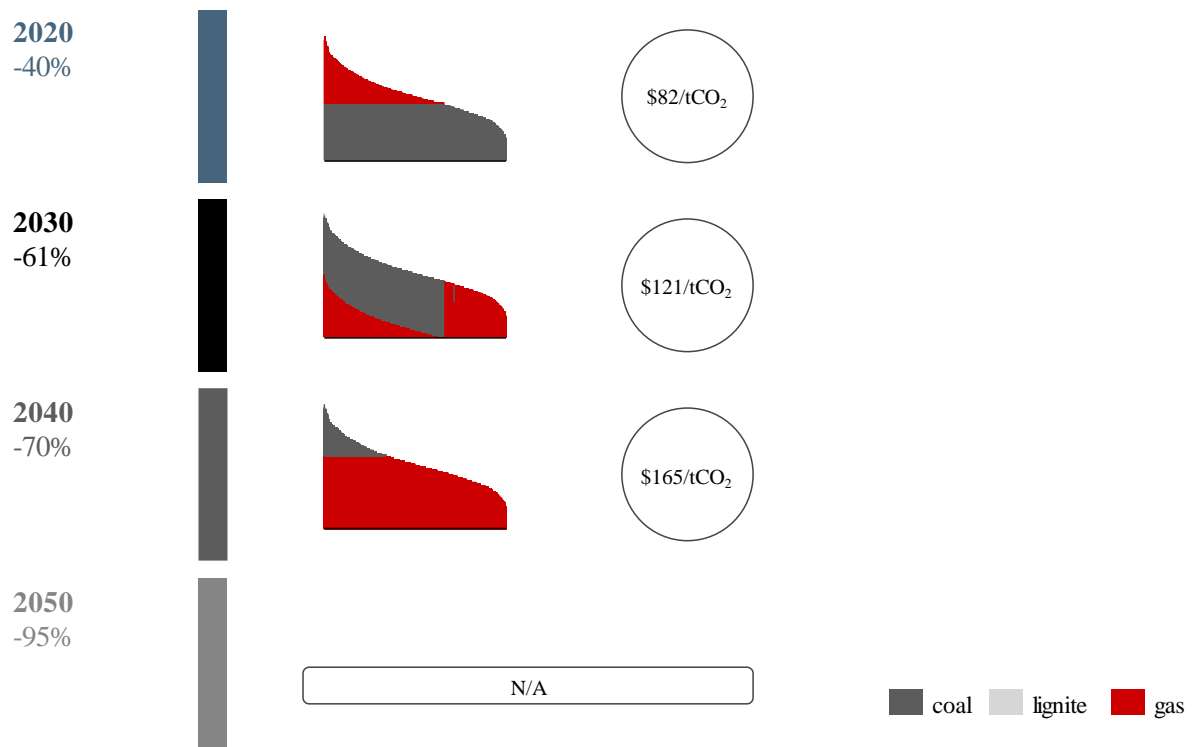 2020
-40%
$82/tCO₂
2030
-61%
$121/tCO₂
2040
-70%
$165/tCO₂
2050
-95%
N/A
coal lignite gas